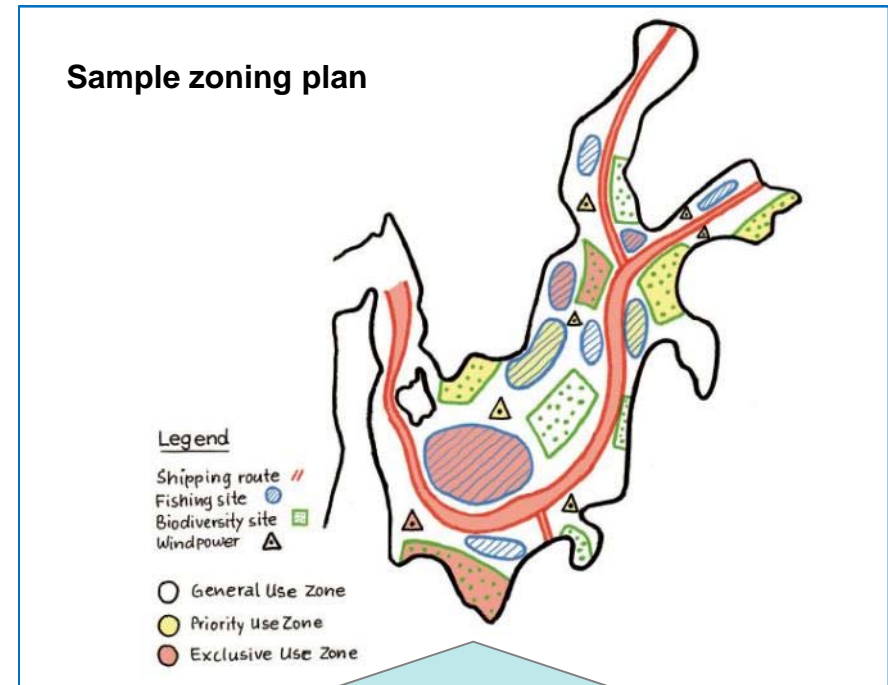 Sample zoning plan
Legend
Shipping route
Fishing site
Biodiversity site
Windpower
General Use Zone
Priority Use Zone
Exclusive Use Zone